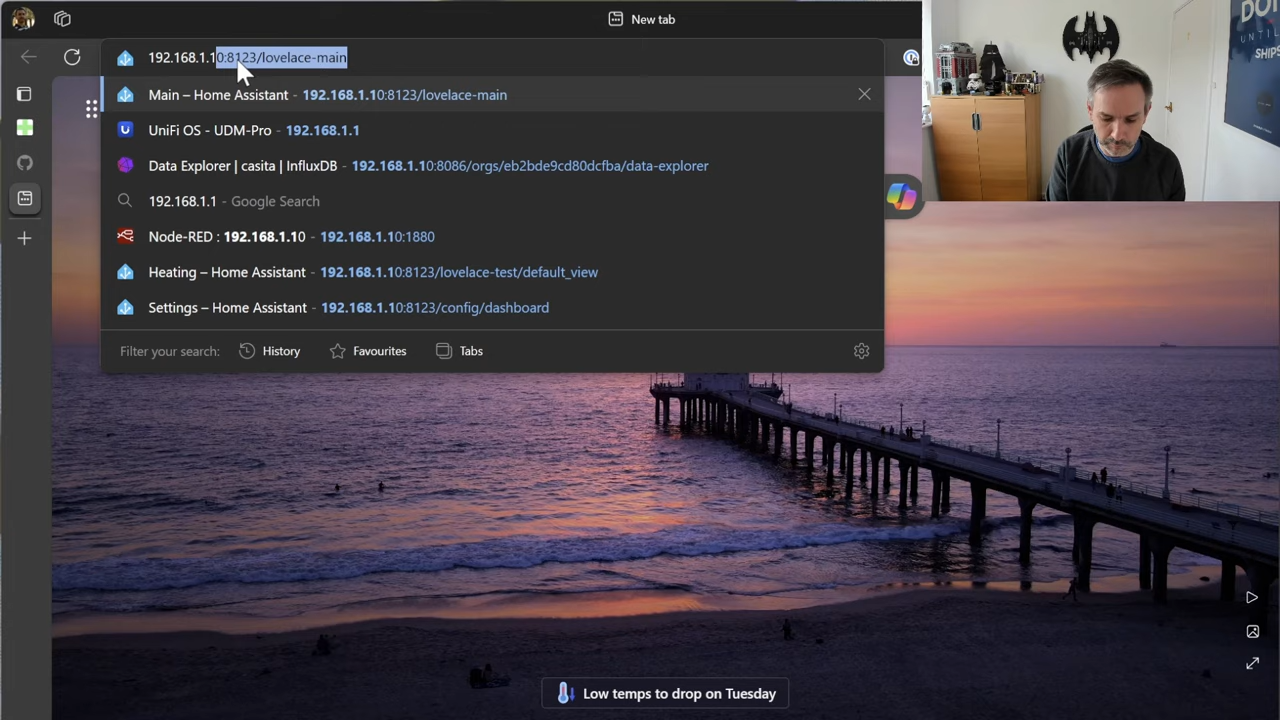 New tab
192.168.1.10:8123/lovelace-main
Main – Home Assistant - 192.168.1.10:8123/lovelace-main
UniFi OS - UDM-Pro - 192.168.1.1
Data Explorer | casita | InfluxDB - 192.168.1.10:8086/orgs/eb2bde9cd80dcfba/data-explorer
192.168.1.1 - Google Search
Node-RED : 192.168.1.10 - 192.168.1.10:1880
Heating – Home Assistant - 192.168.1.10:8123/lovelace-test/default_view
Settings – Home Assistant - 192.168.1.10:8123/config/dashboard
Filter your search: History Favourites Tabs
Low temps to drop on Tuesday
DO
UNTIL
SHIPS